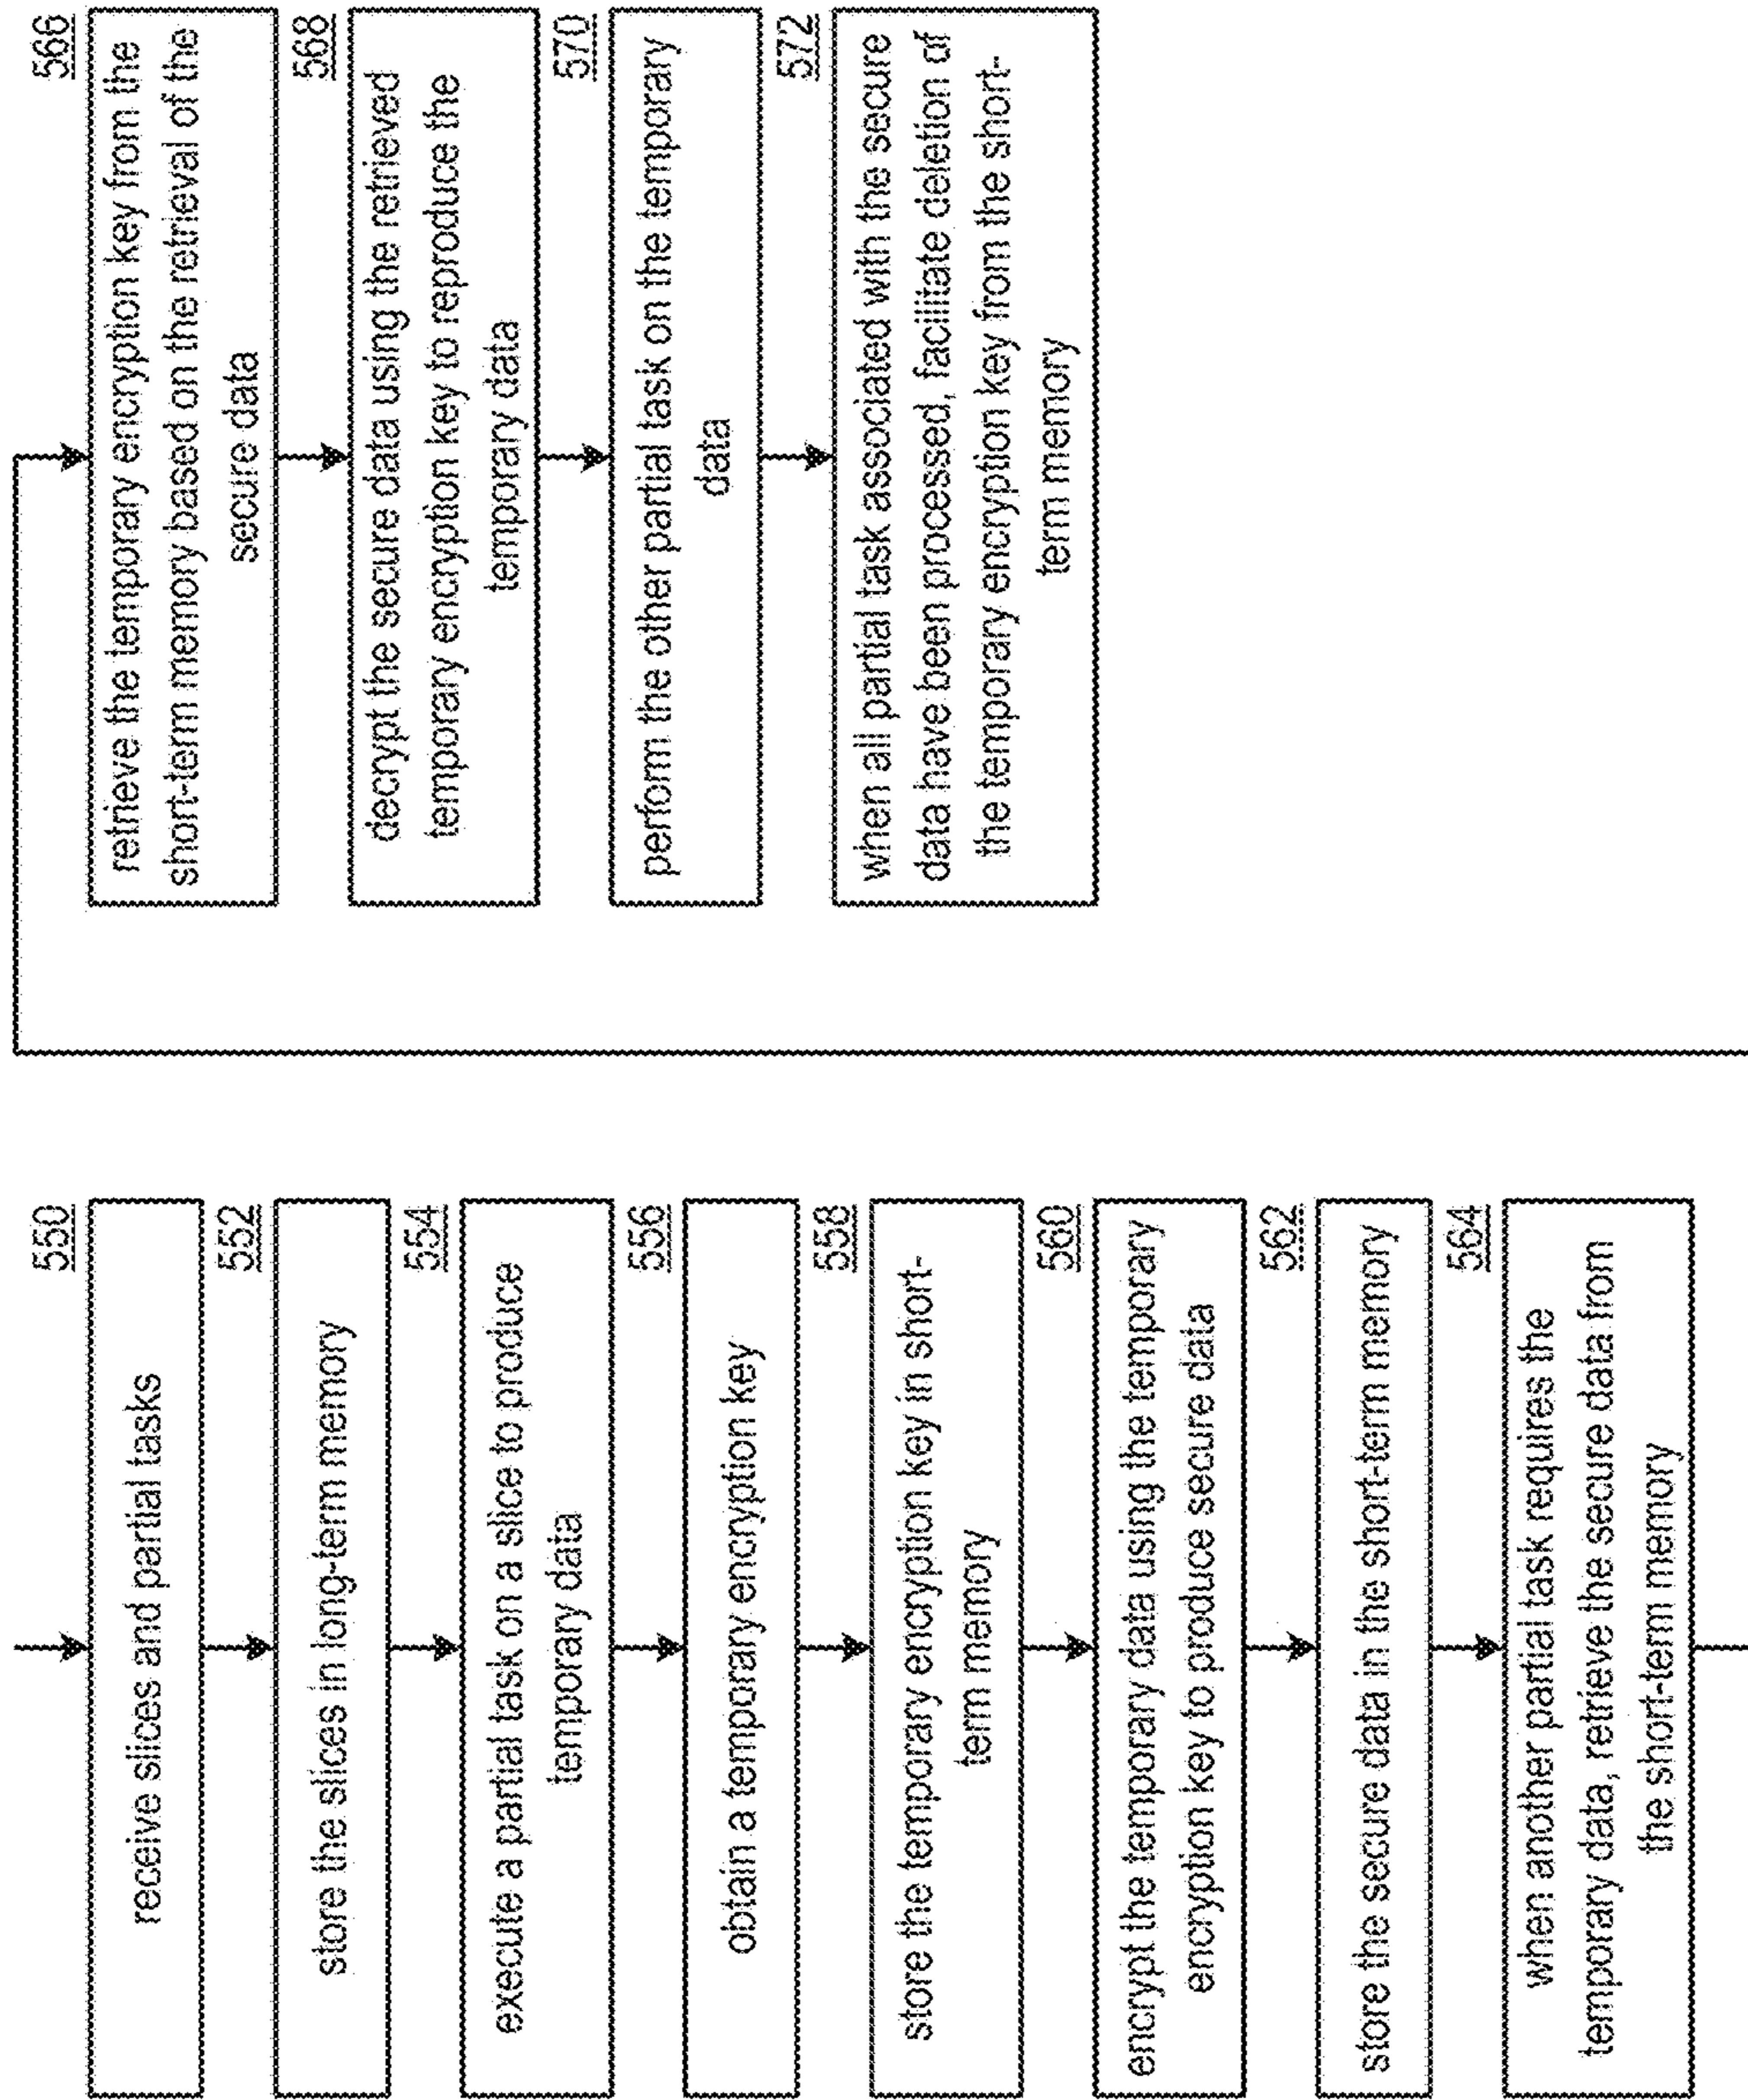 550
receive slices and partial tasks
552
store the slices in long-term memory
554
execute a partial task on a slice to produce
temporary data
556
obtain a temporary encryption key
558
store the temporary encryption key in short-
term memory
560
encrypt the temporary data using the temporary
encryption key to produce secure data
562
store the secure data in the short-term memory
564
when another partial task requires the
temporary data, retrieve the secure data from
the short-term memory
566
retrieve the temporary encryption key from the
short-term memory based on the retrieval of the
secure data
568
decrypt the secure data using the retrieved
temporary encryption key to reproduce the
temporary data
570
perform the other partial task on the temporary
data
572
when all partial task associated with the secure
data have been processed, facilitate deletion of
the temporary encryption key from the short-
term memory